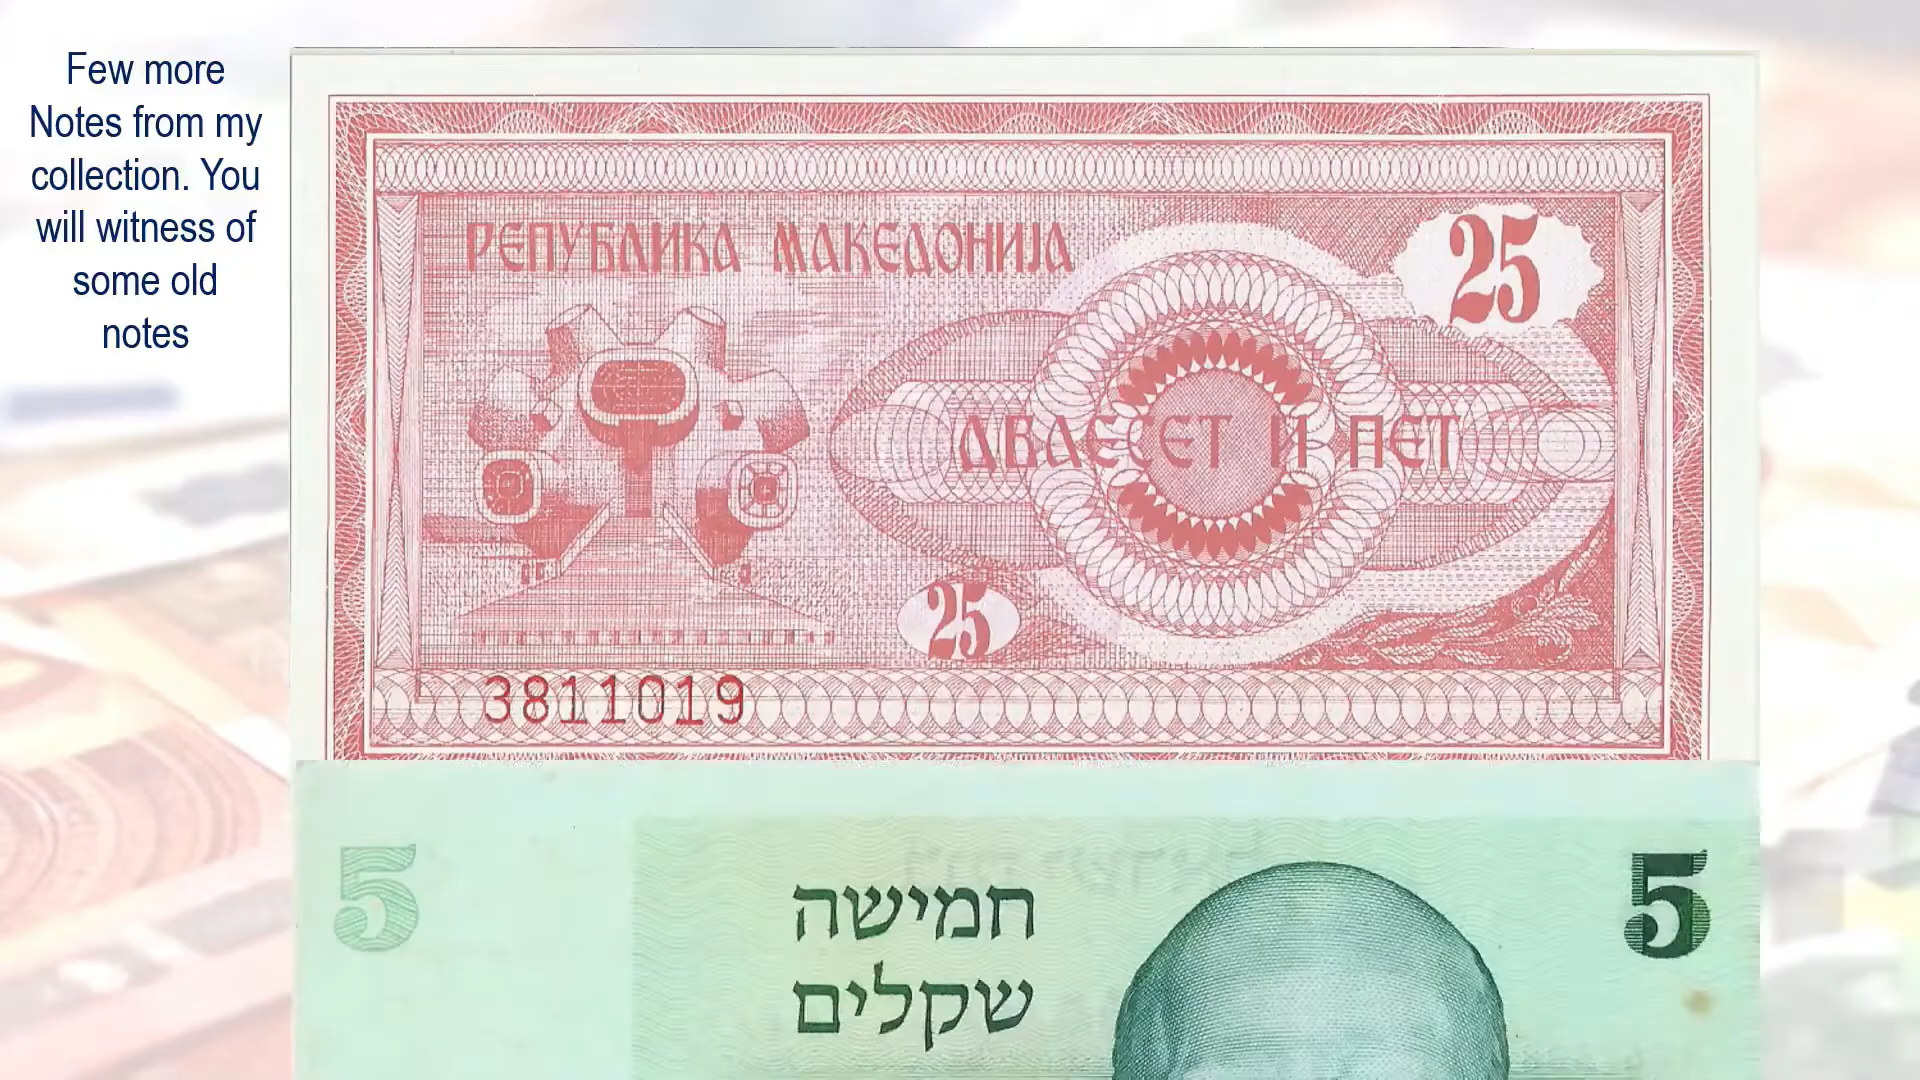 Few more
Notes from my
collection. You
will witness of
some old
notes
РЕПУБЛИКА МАКЕДОНИЈА
25
ДВАЕСЕТ И ПЕТ
25
3811019
5
חמישה
שקלים
5